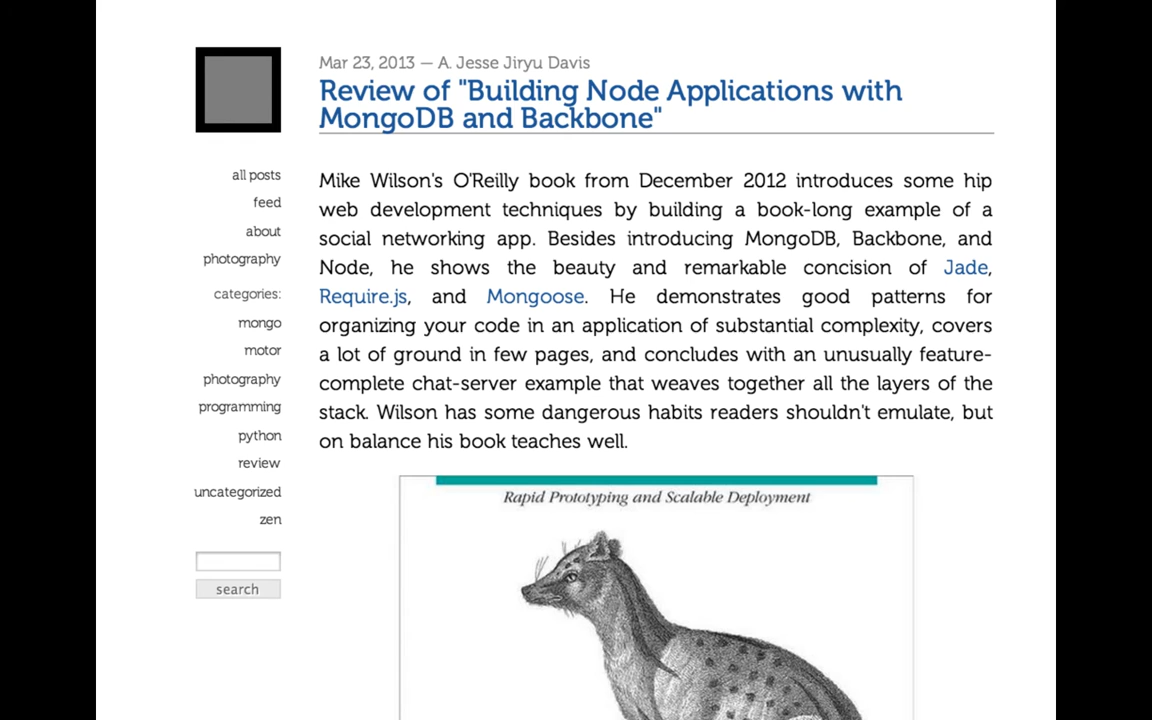 Mar 23, 2013 — A. Jesse Jiryu Davis
Review of "Building Node Applications with
MongoDB and Backbone"
all posts
feed
about
photography
categories:
mongo
motor
photography
programming
python
review
uncategorized
zen
search
Mike Wilson's O'Reilly book from December 2012 introduces some hip
web development techniques by building a book-long example of a
social networking app. Besides introducing MongoDB, Backbone, and
Node, he shows the beauty and remarkable concision of Jade,
Require.js, and Mongoose. He demonstrates good patterns for
organizing your code in an application of substantial complexity, covers
a lot of ground in few pages, and concludes with an unusually feature-
complete chat-server example that weaves together all the layers of the
stack. Wilson has some dangerous habits readers shouldn't emulate, but
on balance his book teaches well.
Rapid Prototyping and Scalable Deployment